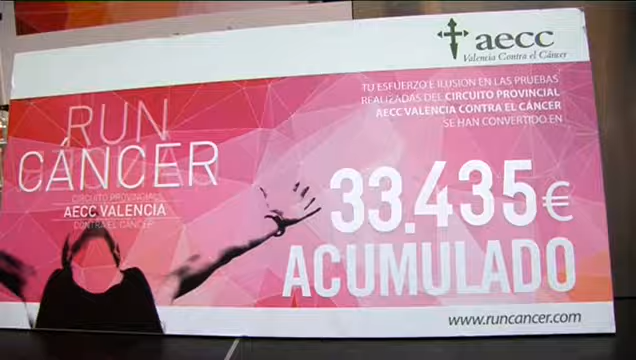 aecc
Valencia Contra el Cáncer
TU ESFUERZO E ILUSION EN LAS PRUEBAS
REALIZADAS DEL CIRCUITO PROVINCIAL
AECC VALENCIA CONTRA EL CÁNCER
SE HAN CONVERTIDO EN
RUN
CÁNCER
CIRCUITO PROVINCIAL
AECC VALENCIA
CONTRA EL CÁNCER
33.435€
ACUMULADO
www.runcancer.com